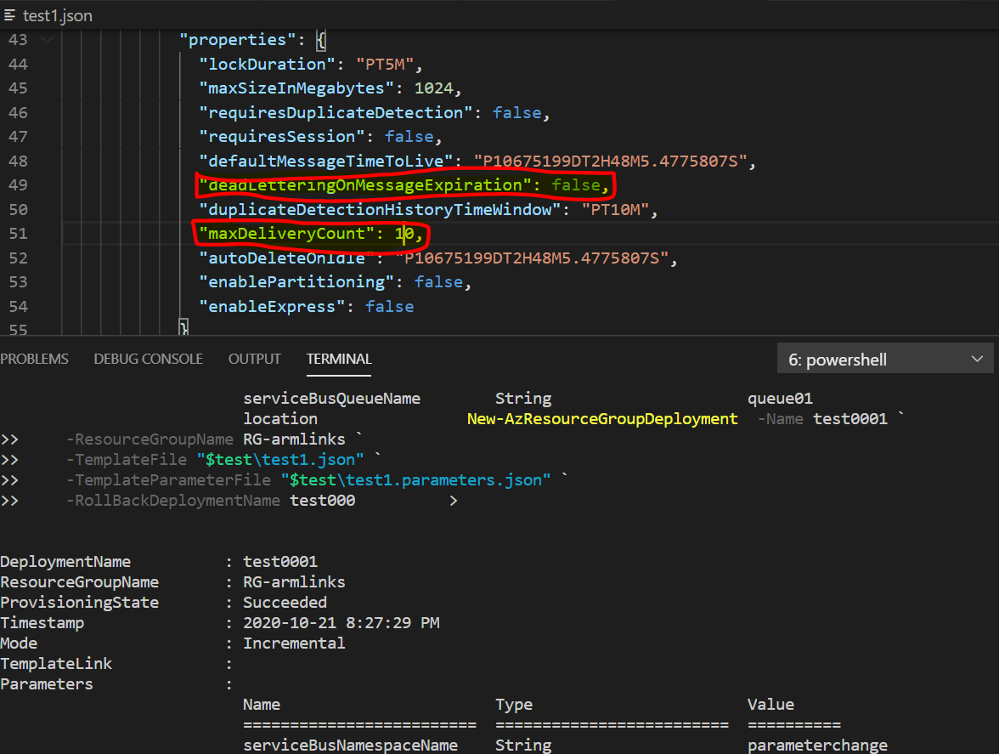 test1.json
43 "properties": {
44 "lockDuration": "PT5M",
45 "maxSizeInMegabytes": 1024,
46 "requiresDuplicateDetection": false,
47 "requiresSession": false,
48 "defaultMessageTimeToLive": "P10675199DT2H48M5.4775807S",
49 "deadLetteringOnMessageExpiration": false,
50 "duplicateDetectionHistoryTimeWindow": "PT10M",
51 "maxDeliveryCount": 10,
52 "autoDeleteOnIdle": "P10675199DT2H48M5.4775807S",
53 "enablePartitioning": false,
54 "enableExpress": false
55 }
PROBLEMS DEBUG CONSOLE OUTPUT TERMINAL 6: powershell
serviceBusQueueName String queue01
location New-AzResourceGroupDeployment -Name test0001 `
>> -ResourceGroupName RG-armlinks `
>> -TemplateFile "$test\test1.json" `
>> -TemplateParameterFile "$test\test1.parameters.json" `
>> -RollBackDeploymentName test000 >
DeploymentName : test0001
ResourceGroupName : RG-armlinks
ProvisioningState : Succeeded
Timestamp : 2020-10-21 8:27:29 PM
Mode : Incremental
TemplateLink :
Parameters :
Name Type Value
========================= ========================= ==========
serviceBusNamespaceName String parameterchange